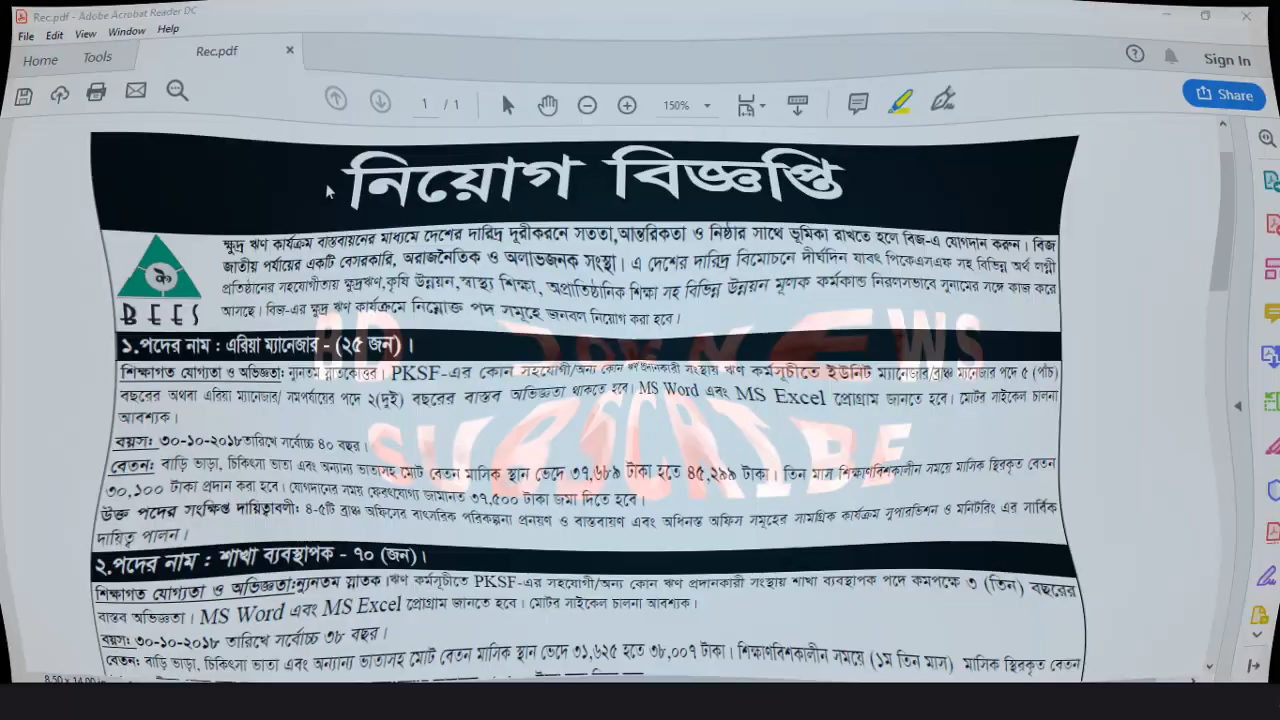 Rec.pdf - Adobe Acrobat Reader DC
File Edit View Window Help
Home Tools Rec.pdf × Sign In
1 / 1 150% Share
নিয়োগ বিজ্ঞপ্তি
ক্ষুদ্র ঋণ কার্যক্রম বাস্তবায়নের মাধ্যমে দেশের দারিদ্র দূরীকরনে সততা,আন্তরিকতা ও নিষ্ঠার সাথে ভূমিকা রাখতে হলে বিজ-এ যোগদান করুন। বিজ
জাতীয় পর্যায়ের একটি বেসরকারি, অরাজনৈতিক ও অলাভজনক সংস্থা। এ দেশের দারিদ্র বিমোচনে দীর্ঘদিন যাবৎ পিকেএসএফ সহ বিভিন্ন অর্থ লগ্নী
প্রতিষ্ঠানের সহযোগীতায় ক্ষুদ্রঋণ,কৃষি উন্নয়ন,স্বাস্থ্য শিক্ষা, অপ্রাতিষ্ঠানিক শিক্ষা সহ বিভিন্ন উন্নয়ন মূলক কর্মকান্ড নিরলসভাবে সুনামের সঙ্গে কাজ করে
আসছে। বিজ-এর ক্ষুদ্র ঋণ কার্যক্রমে নিম্নোক্ত পদ সমূহে জনবল নিয়োগ করা হবে।
BEES
BD JOB NEWS
SUBSCRIBE
১.পদের নাম : এরিয়া ম্যানেজার - (২৫ জন)।
শিক্ষাগত যোগ্যতা ও অভিজ্ঞতা: ন্যূনতম স্নাতকোত্তর। PKSF-এর কোন সহযোগী/অন্য কোন ঋণ প্রদানকারী সংস্থায় ঋণ কর্মসূচীতে ইউনিট ম্যানেজার/ব্রাঞ্চ ম্যানেজার পদে ৫ (পাঁচ)
বছরের অথবা এরিয়া ম্যানেজার/ সমপর্যায়ের পদে ২(দুই) বছরের বাস্তব অভিজ্ঞতা থাকতে হবে। MS Word এবং MS Excel প্রোগ্রাম জানতে হবে। মোটর সাইকেল চালনা
আবশ্যক।
বয়স: ৩০-১০-২০১৮তারিখে সর্বোচ্চ ৪০ বছর।
বেতন: বাড়ি ভাড়া, চিকিৎসা ভাতা এবং অন্যান্য ভাতাসহ মোট বেতন মাসিক স্থান ভেদে ৩৭,৬৮৯ টাকা হতে ৪৫,২৯৯ টাকা। তিন মাস শিক্ষাণবিশকালীন সময়ে মাসিক স্থিরকৃত বেতন
৩০,১০০ টাকা প্রদান করা হবে। যোগদানের সময় ফেরৎযোগ্য জামানত ৩৭,৫০০ টাকা জমা দিতে হবে।
উক্ত পদের সংক্ষিপ্ত দায়িত্বাবলী: ৪-৫টি ব্রাঞ্চ অফিসের বাৎসরিক পরিকল্পনা প্রনয়ণ ও বাস্তবায়ণ এবং অধিনস্ত অফিস সমূহের সামগ্রিক কার্যক্রম সুপারভিশন ও মনিটরিং এর সার্বিক
দায়িত্ব পালন।
২.পদের নাম : শাখা ব্যবস্থাপক - ৭০ (জন)।
শিক্ষাগত যোগ্যতা ও অভিজ্ঞতা:ন্যূনতম স্নাতক।ঋণ কর্মসূচীতে PKSF-এর সহযোগী/অন্য কোন ঋণ প্রদানকারী সংস্থায় শাখা ব্যবস্থাপক পদে কমপক্ষে ৩ (তিন) বছরের
বাস্তব অভিজ্ঞতা। MS Word এবং MS Excel প্রোগ্রাম জানতে হবে। মোটর সাইকেল চালনা আবশ্যক।
বয়স: ৩০-১০-২০১৮ তারিখে সর্বোচ্চ ৩৮ বছর।
বেতন: বাড়ি ভাড়া, চিকিৎসা ভাতা এবং অন্যান্য ভাতাসহ মোট বেতন মাসিক স্থান ভেদে ৩১,৬২৫ হতে ৩৮,০০৭ টাকা। শিক্ষাণবিশকালীন সময়ে (১ম তিন মাস) মাসিক স্থিরকৃত বেতন
8.50 x 14.00 in